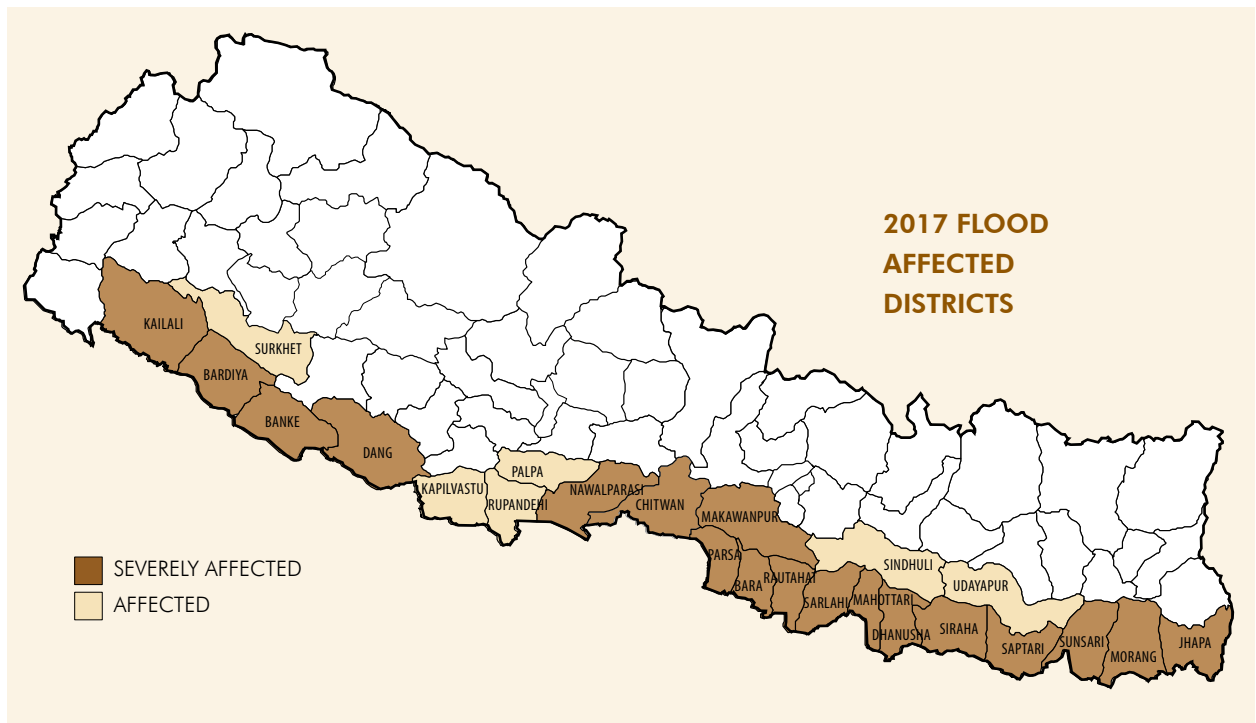 2017 FLOOD
AFFECTED
DISTRICTS
KAILALI
SURKHET
BARDIYA
BANKE
DANG
PALPA
KAPILVASTU
RUPANDEHI
NAWALPARASI
CHITWAN
MAKAWANPUR
PARSA
BARA
RAUTAHAT
SARLAHI
MAHOTTARI
DHANUSHA
SINDHULI
UDAYAPUR
SIRAHA
SAPTARI
SUNSARI
MORANG
JHAPA
SEVERELY AFFECTED
AFFECTED